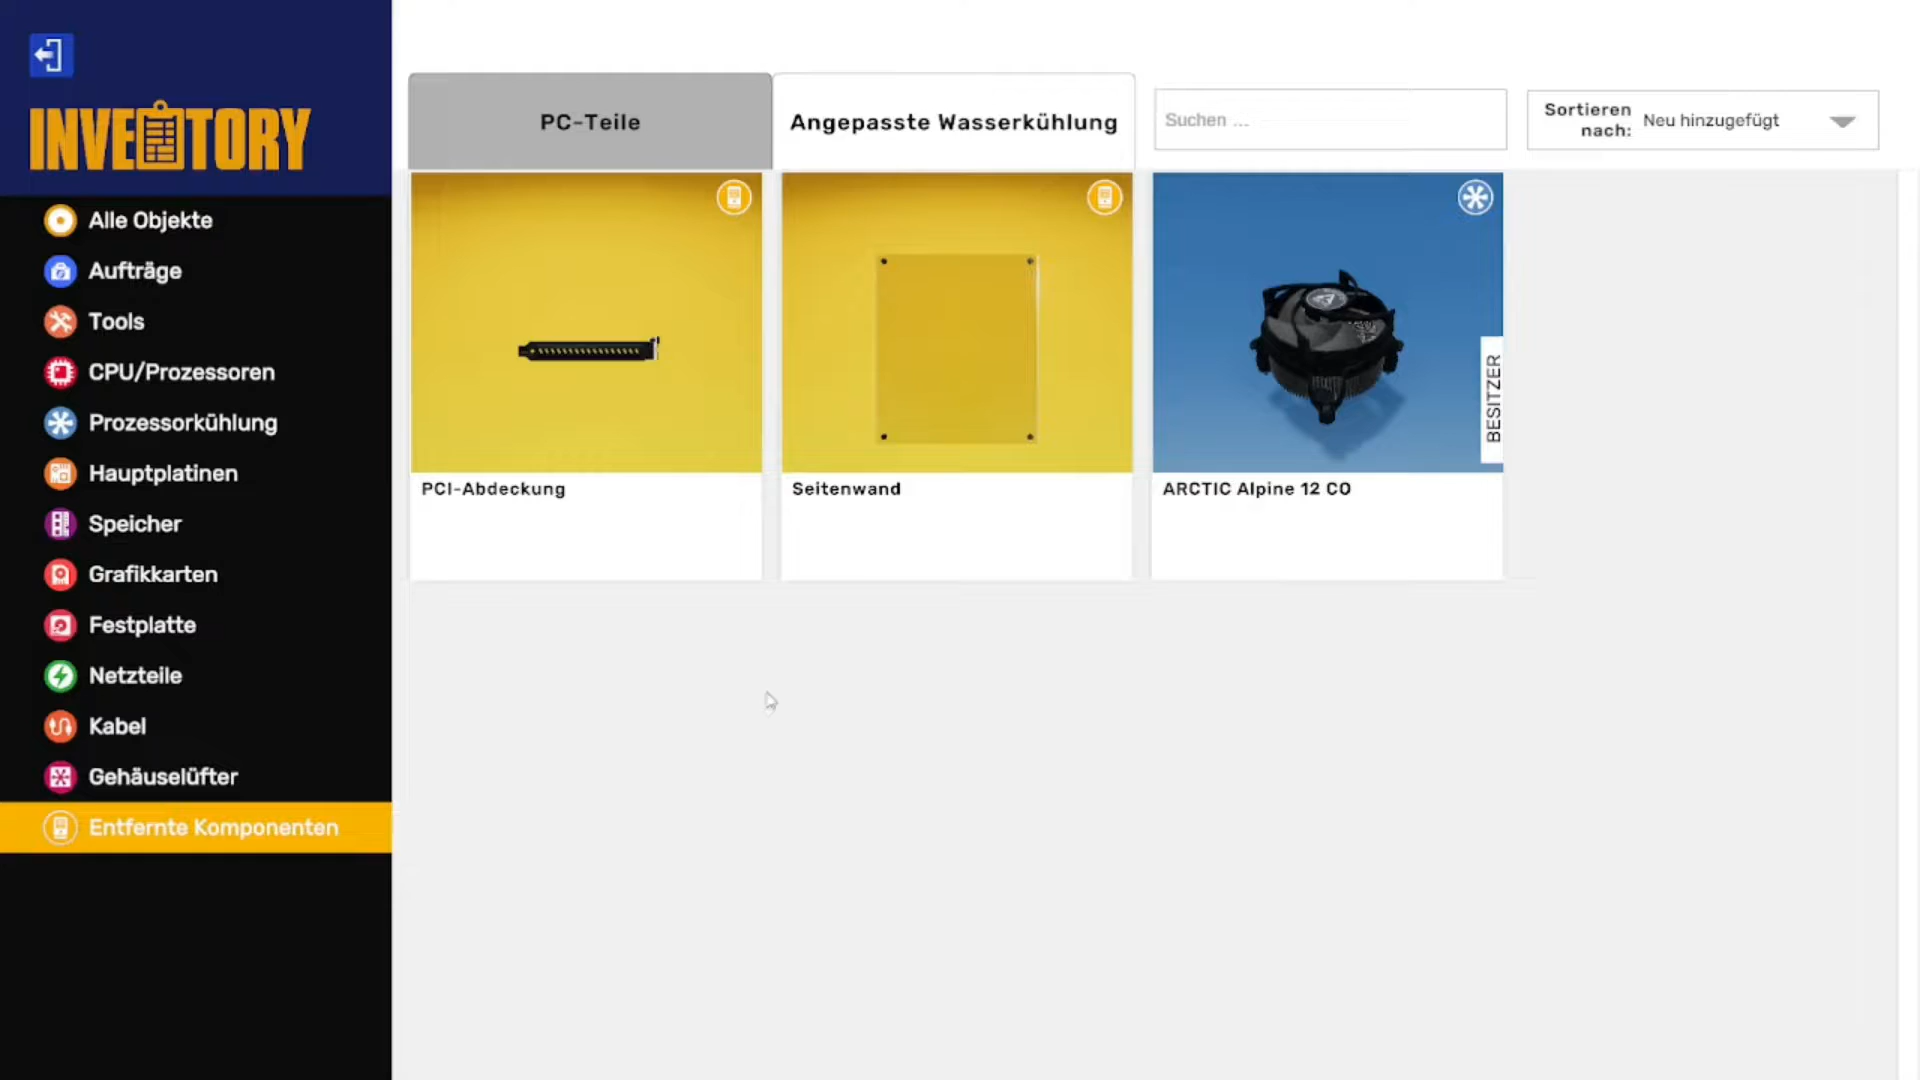 INVENTORY
Alle Objekte
Aufträge
Tools
CPU/Prozessoren
Prozessorkühlung
Hauptplatinen
Speicher
Grafikkarten
Festplatte
Netzteile
Kabel
Gehäuselüfter
Entfernte Komponenten
PC-Teile
Angepasste Wasserkühlung
Suchen ...
Sortieren
nach:
Neu hinzugefügt
PCI-Abdeckung
Seitenwand
BESITZER
ARCTIC Alpine 12 CO